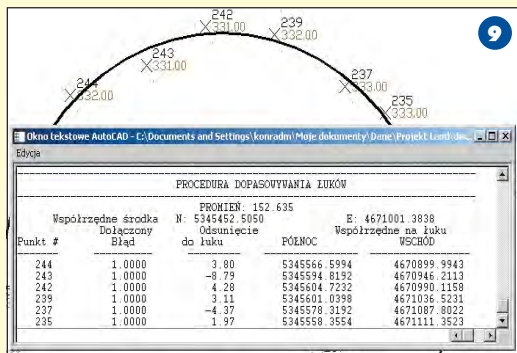 9
242
331.00
239
332.00
243
331.00
244
332.00
237
333.00
235
333.00
Okno tekstowe AutoCAD - C:\Documents and Settings\konradm\Moje dokumenty\Dane\Projekt Land\
Edycja
PROCEDURA DOPASOWYWANIA ŁUKÓW
PROMIEŃ: 152.635
Współrzędne środka N: 5345452.5050 E: 4671001.3838
Dołączony Odsunięcie Współrzędne na łuku
Punkt # Błąd do łuku PÓŁNOC WSCHÓD
244 1.0000 3.80 5345566.5994 4670899.9943
243 1.0000 -8.79 5345594.8192 4670946.2113
242 1.0000 4.28 5345604.7232 4670990.1158
239 1.0000 3.11 5345601.0398 4671036.5231
237 1.0000 -4.37 5345578.3192 4671087.8022
235 1.0000 1.97 5345558.3554 4671111.3523